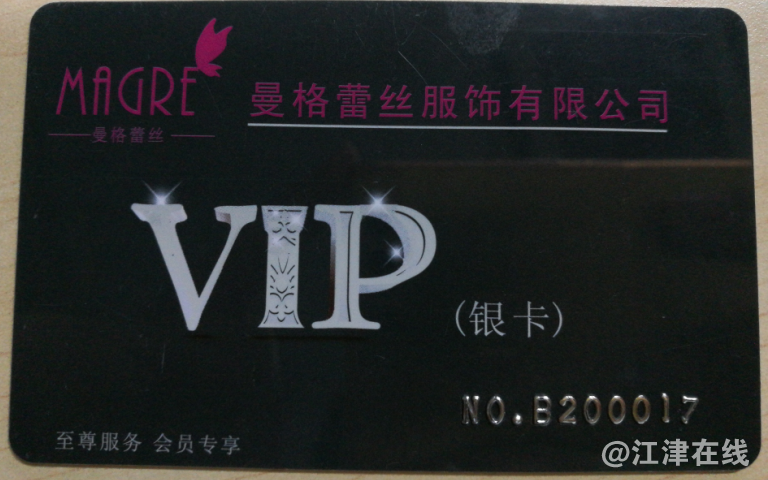 MAGRE
曼格蕾丝
曼格蕾丝服饰有限公司
VIP
(银卡)
NO.B200017
至尊服务 会员专享
@江津在线